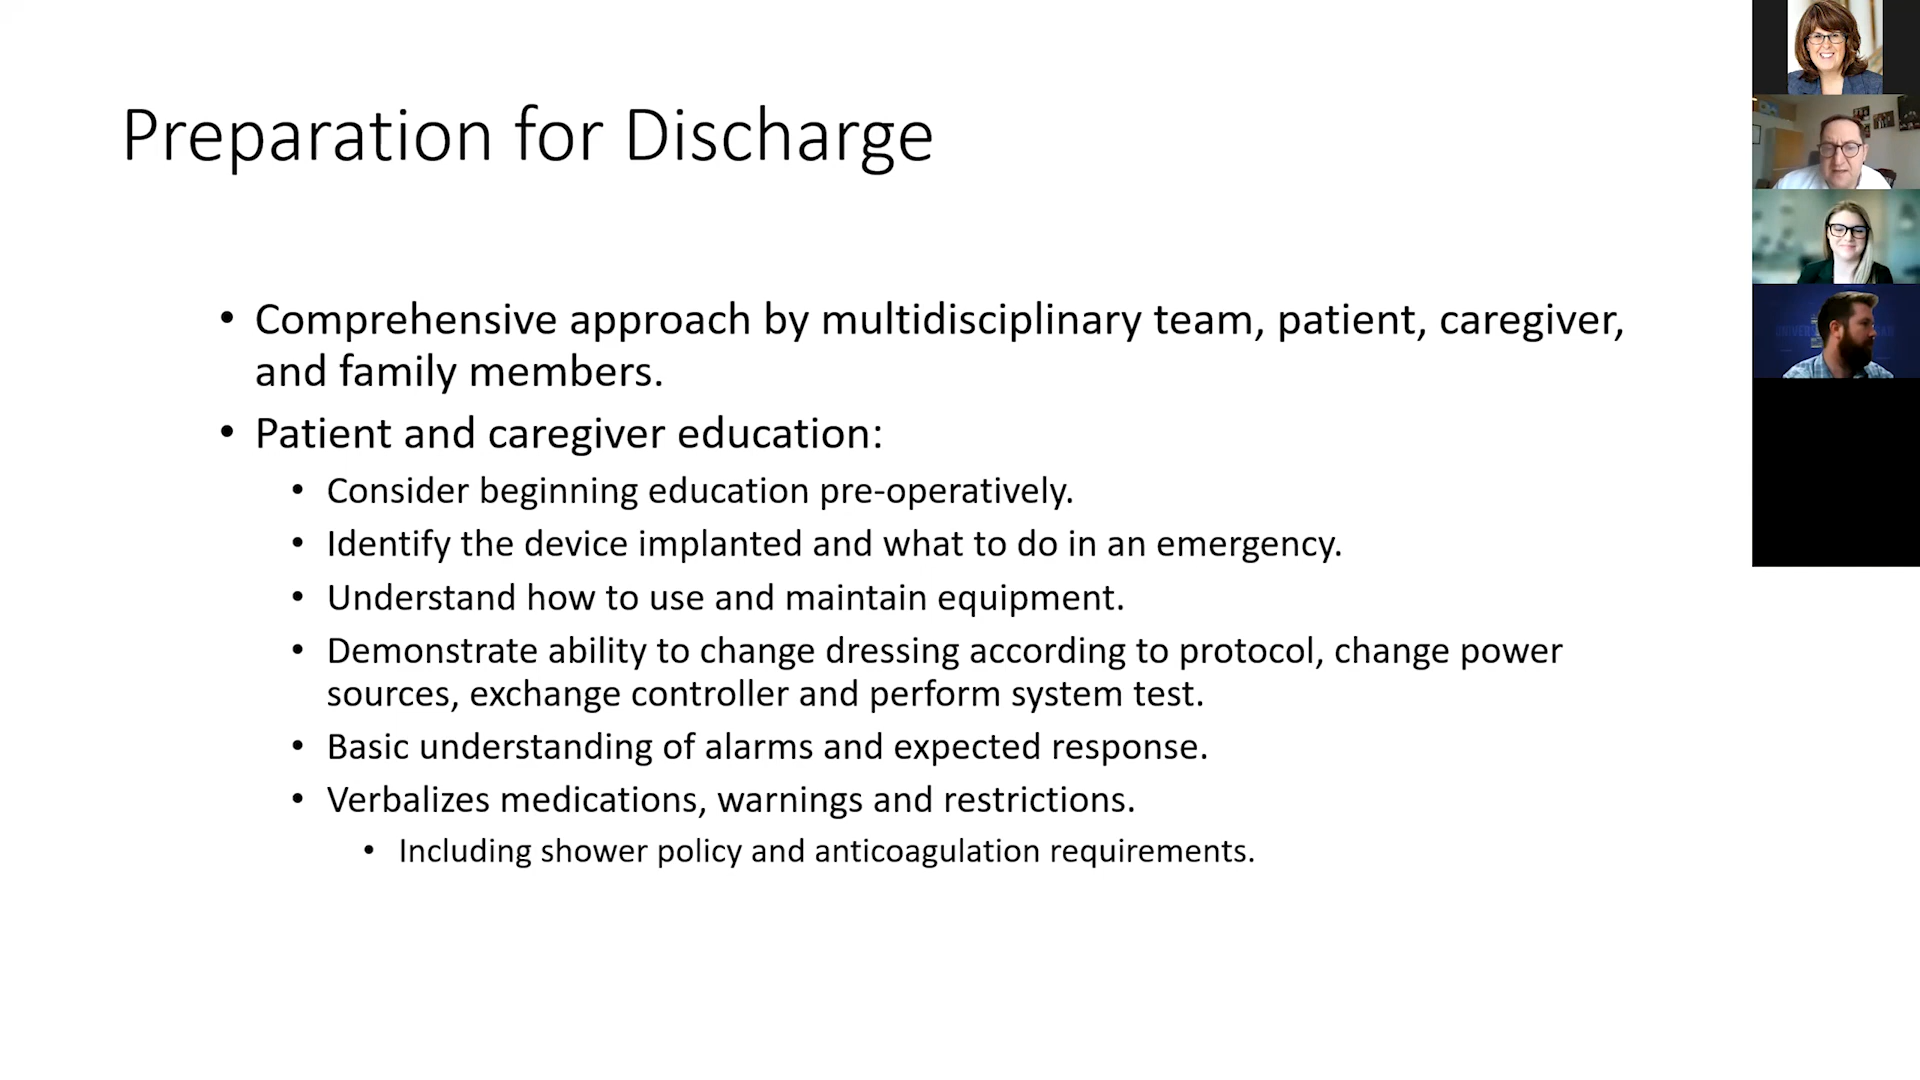 Preparation for Discharge
• Comprehensive approach by multidisciplinary team, patient, caregiver,
and family members.
• Patient and caregiver education:
• Consider beginning education pre-operatively.
• Identify the device implanted and what to do in an emergency.
• Understand how to use and maintain equipment.
• Demonstrate ability to change dressing according to protocol, change power
sources, exchange controller and perform system test.
• Basic understanding of alarms and expected response.
• Verbalizes medications, warnings and restrictions.
• Including shower policy and anticoagulation requirements.